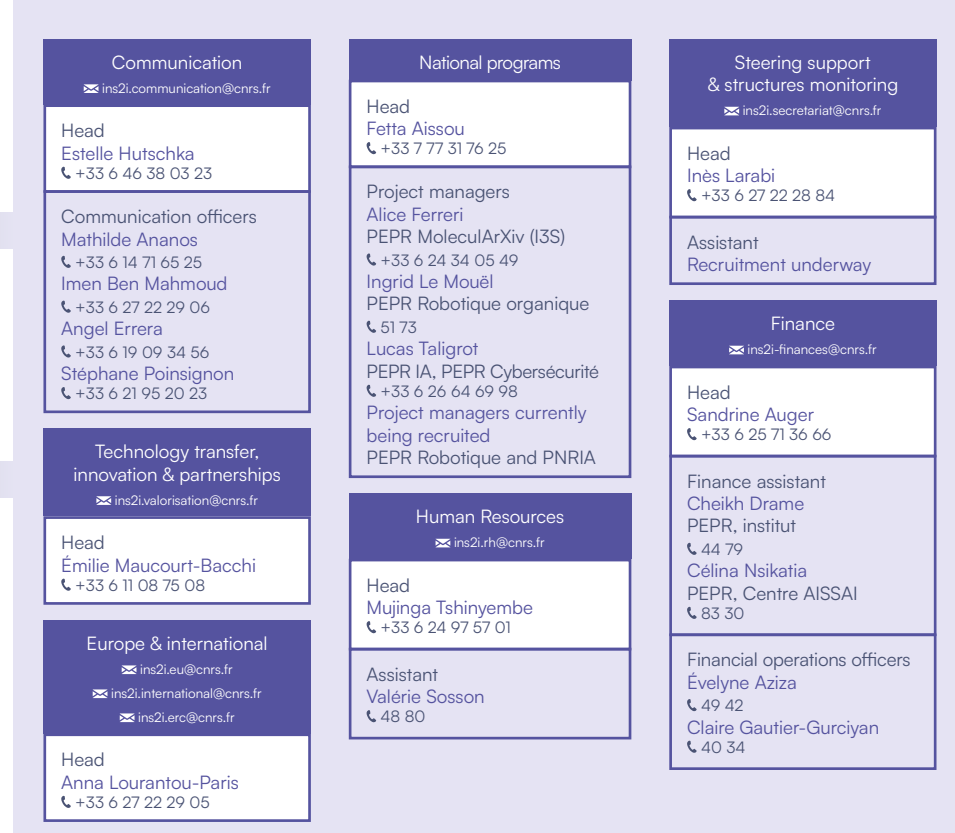 Communication
ins2i.communication@cnrs.fr
Head
Estelle Hutschka
+33 6 46 38 03 23
Communication officers
Mathilde Ananos
+33 6 14 71 65 25
Imen Ben Mahmoud
+33 6 27 22 29 06
Angel Errera
+33 6 19 09 34 56
Stéphane Poinsignon
+33 6 21 95 20 23
Technology transfer,
innovation & partnerships
ins2i.valorisation@cnrs.fr
Head
Émilie Maucourt-Bacchi
+33 6 11 08 75 08
Europe & international
ins2i.eu@cnrs.fr
ins2i.international@cnrs.fr
ins2i.erc@cnrs.fr
Head
Anna Lourantou-Paris
+33 6 27 22 29 05
National programs
Head
Fetta Aissou
+33 7 77 31 76 25
Project managers
Alice Ferreri
PEPR MoleculArXiv (I3S)
+33 6 24 34 05 49
Ingrid Le Mouël
PEPR Robotique organique
51 73
Lucas Taligrot
PEPR IA, PEPR Cybersécurité
+33 6 26 64 69 98
Project managers currently
being recruited
PEPR Robotique and PNRIA
Human Resources
ins2i.rh@cnrs.fr
Head
Mujinga Tshinyembe
+33 6 24 97 57 01
Assistant
Valérie Sosson
48 80
Steering support
& structures monitoring
ins2i.secretariat@cnrs.fr
Head
Inès Larabi
+33 6 27 22 28 84
Assistant
Recruitment underway
Finance
ins2i-finances@cnrs.fr
Head
Sandrine Auger
+33 6 25 71 36 66
Finance assistant
Cheikh Drame
PEPR, institut
44 79
Célina Nsikatia
PEPR, Centre AISSAI
83 30
Financial operations officers
Évelyne Aziza
49 42
Claire Gautier-Gurciyan
40 34